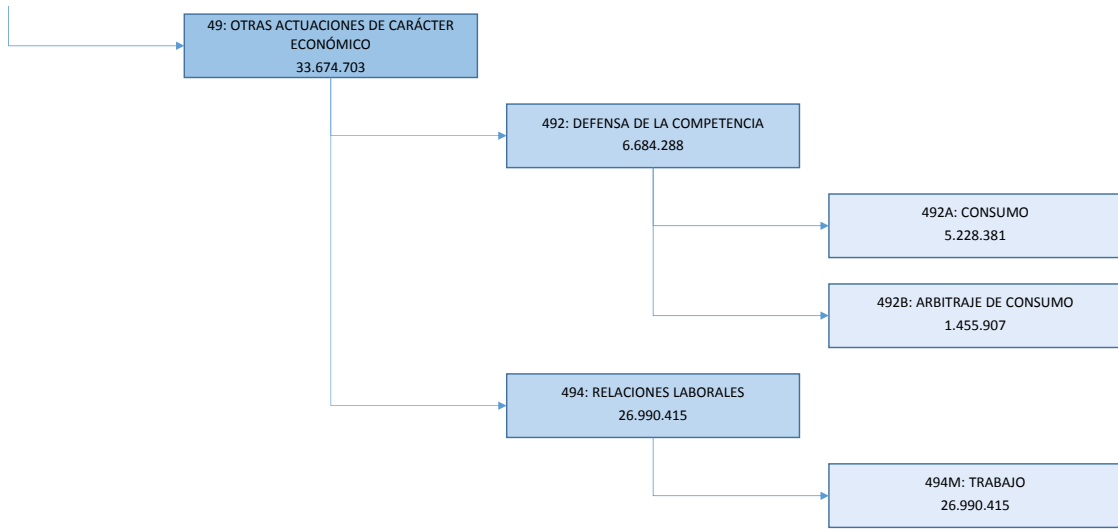 49: OTRAS ACTUACIONES DE CARÁCTER
ECONÓMICO
33.674.703
492: DEFENSA DE LA COMPETENCIA
6.684.288
492A: CONSUMO
5.228.381
492B: ARBITRAJE DE CONSUMO
1.455.907
494: RELACIONES LABORALES
26.990.415
494M: TRABAJO
26.990.415